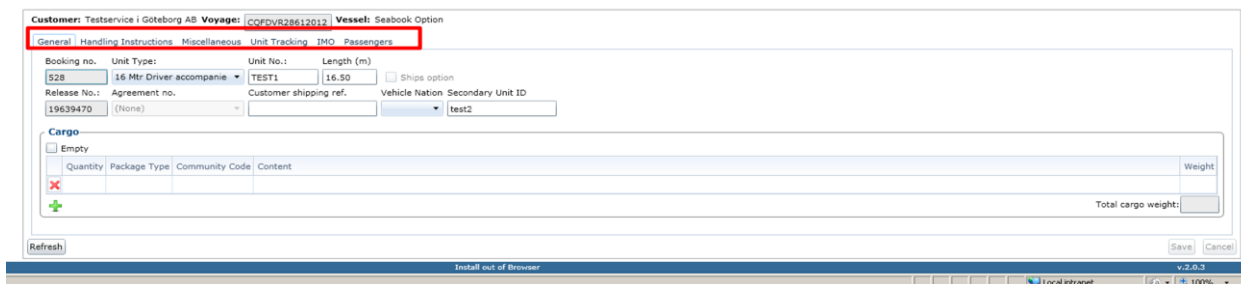 Customer: Testservice i Göteborg AB Voyage: CQFDVR28612012 Vessel: Seabook Option
General Handling Instructions Miscellaneous Unit Tracking IMO Passengers
Booking no. Unit Type: Unit No.: Length (m)
528 16 Mtr Driver accompanie TEST1 16.50 Ships option
Release No.: Agreement no. Customer shipping ref. Vehicle Nation Secondary Unit ID
19639470 (None) test2
Cargo
Empty
Quantity Package Type Community Code Content Weight
Total cargo weight:
Refresh Save Cancel
Install out of Browser v.2.0.3
Local intranet 100%